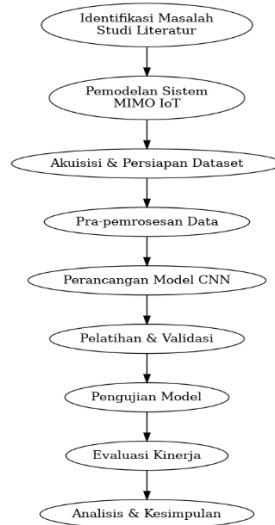 Identifikasi Masalah
Studi Literatur
Pemodelan Sistem
MIMO IoT
Akuisisi & Persiapan Dataset
Pra-pemrosesan Data
Perancangan Model CNN
Pelatihan & Validasi
Pengujian Model
Evaluasi Kinerja
Analisis & Kesimpulan